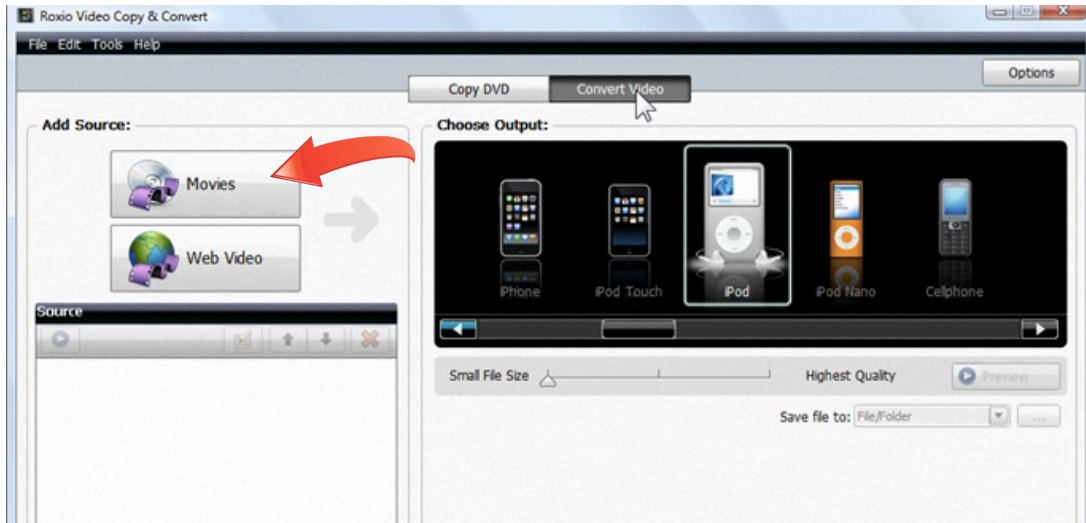 Roxio Video Copy & Convert
File Edit Tools Help
Options
Copy DVD Convert Video
Add Source:
Movies
Web Video
Source
Choose Output:
iPhone iPod Touch iPod iPod Nano Cellphone
Small File Size Highest Quality Preview
Save file to: File/Folder ...